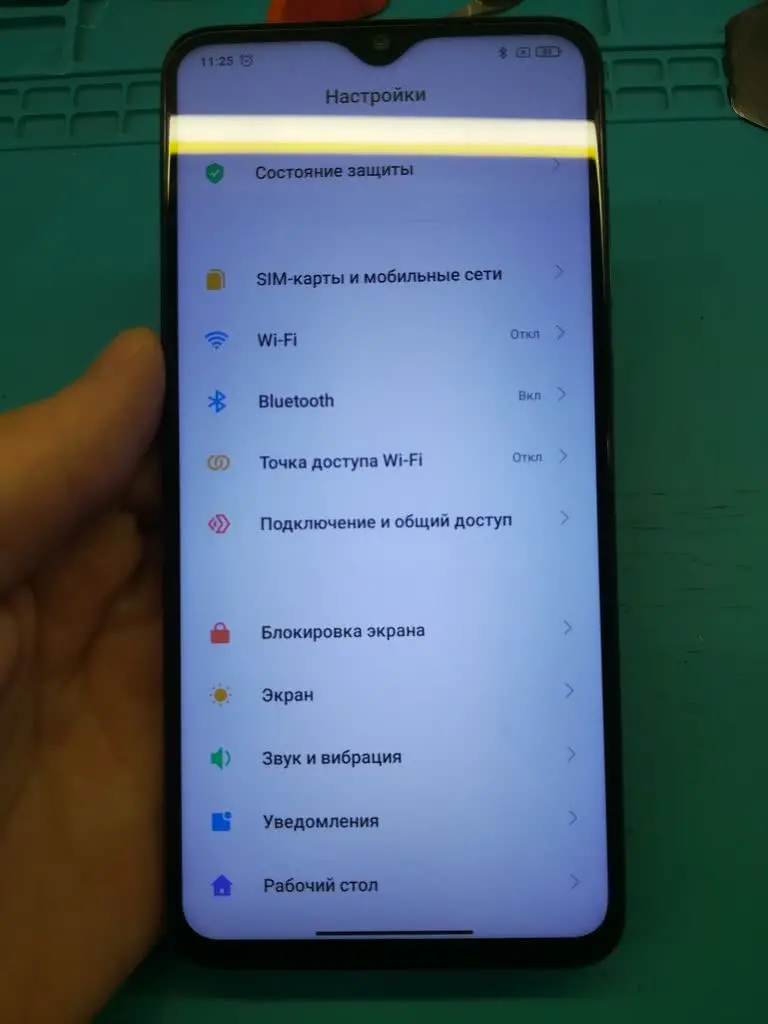 11:25
Настройки
Состояние защиты
SIM-карты и мобильные сети
Wi-Fi Откл
Bluetooth Вкл
Точка доступа Wi-Fi Откл
Подключение и общий доступ
Блокировка экрана
Экран
Звук и вибрация
Уведомления
Рабочий стол